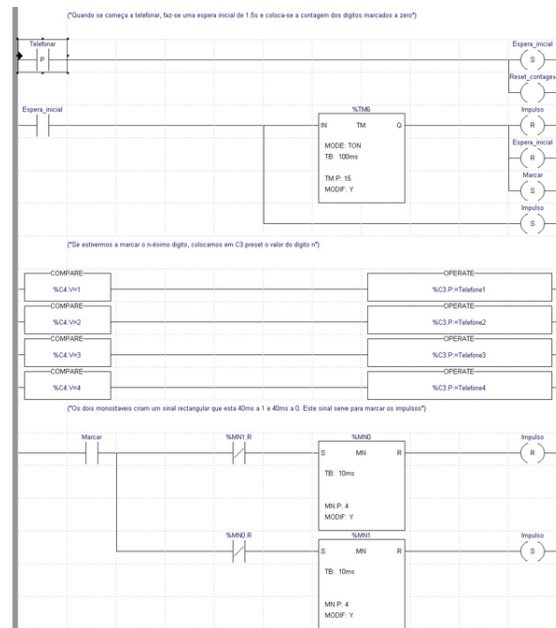 ("Quando se começa a telefonar, faz-se uma espera inicial de 1.5s e coloca-se a contagem dos digitos marcados a zero")
Telefonar
Espera_inicial
P
S
Reset_contage
Espera_inicial
%TM6
Impulso
IN TM Q
R
MODE: TON
TB: 100ms
Espera_inicial
R
TM.P: 15
MODIF: Y
Marcar
S
Impulso
S
("Se estivermos a marcar o n-ésimo digito, colocamos em C3.preset o valor do digito n")
COMPARE OPERATE
%C4.V=1 %C3.P:=Telefone1
COMPARE OPERATE
%C4.V=2 %C3.P:=Telefone2
COMPARE OPERATE
%C4.V=3 %C3.P:=Telefone3
COMPARE OPERATE
%C4.V=4 %C3.P:=Telefone4
("Os dois monostaveis criam um sinal rectangular que esta 40ms a 1 e 40ms a 0. Este sinal serve para marcar os impulsos")
Marcar %MN1.R %MN0 Impulso
S MN R R
TB: 10ms
MN.P: 4
MODIF: Y
%MN0.R %MN1 Impulso
S MN R S
TB: 10ms
MN.P: 4
MODIF: Y